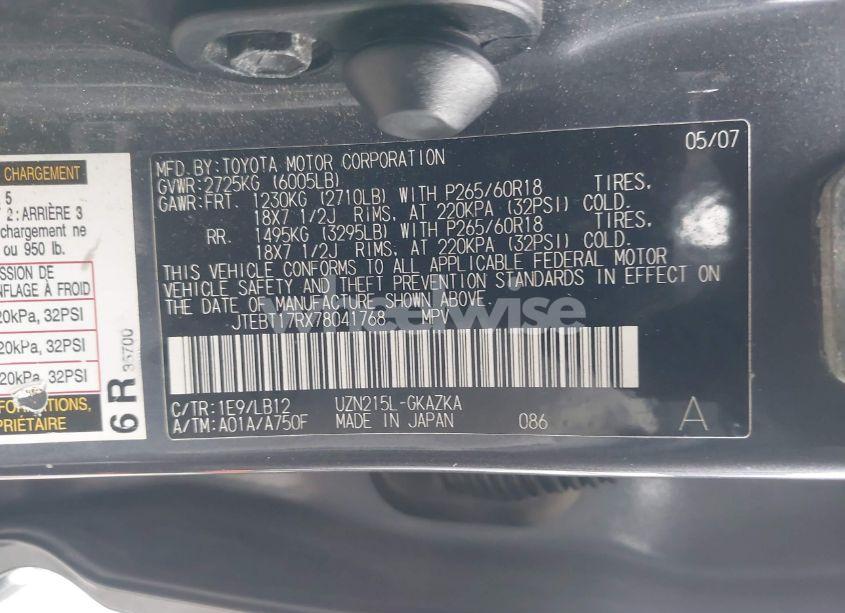 CHARGEMENT
5
2 : ARRIÈRE 3
chargement ne
ou 950 lb.
SSION DE
NFLAGE À FROID
20kPa, 32PSI
20kPa, 32PSI
20kPa, 32PSI
FORMATIONS,
PRIÉTAIRE
6R
35700
05/07
MFD.BY:TOYOTA MOTOR CORPORATION
GVWR:2725KG (6005LB)
GAWR:FRT. 1230KG (2710LB) WITH P265/60R18 TIRES,
18X7 1/2J RIMS, AT 220KPA (32PSI) COLD.
RR. 1495KG (3295LB) WITH P265/60R18 TIRES,
18X7 1/2J RIMS, AT 220KPA (32PSI) COLD.
THIS VEHICLE CONFORMS TO ALL APPLICABLE FEDERAL MOTOR
VEHICLE SAFETY AND THEFT PREVENTION STANDARDS IN EFFECT ON
THE DATE OF MANUFACTURE SHOWN ABOVE.
JTEBT17RX78041768 MPV
C/TR:1E9/LB12 UZN215L-GKAZKA
A/TM:A01A/A750F MADE IN JAPAN 086 A